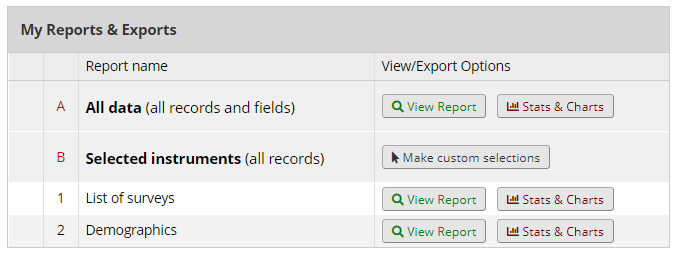 My Reports & Exports
Report name View/Export Options
A All data (all records and fields) View Report Stats & Charts
B Selected instruments (all records) Make custom selections
1 List of surveys View Report Stats & Charts
2 Demographics View Report Stats & Charts